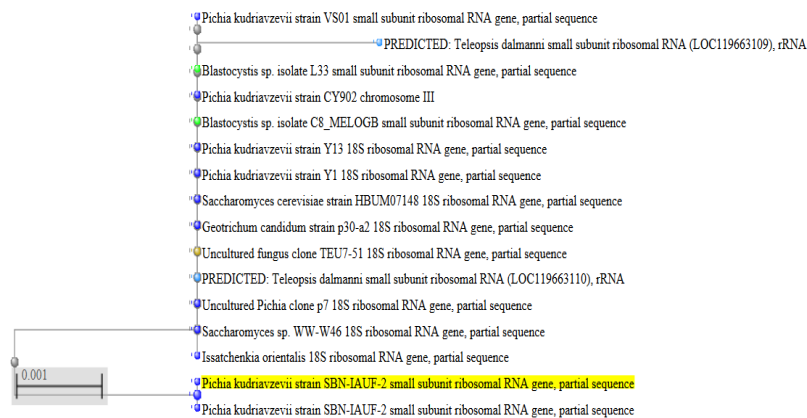 Pichia kudriavzevii strain VS01 small subunit ribosomal RNA gene, partial sequence
PREDICTED: Teleopsis dalmanni small subunit ribosomal RNA (LOC119663109), rRNA
Blastocystis sp. isolate L33 small subunit ribosomal RNA gene, partial sequence
Pichia kudriavzevii strain CY902 chromosome III
Blastocystis sp. isolate C8_MELOGB small subunit ribosomal RNA gene, partial sequence
Pichia kudriavzevii strain Y13 18S ribosomal RNA gene, partial sequence
Pichia kudriavzevii strain Y1 18S ribosomal RNA gene, partial sequence
Saccharomyces cerevisiae strain HBUM07148 18S ribosomal RNA gene, partial sequence
Geotrichum candidum strain p30-a2 18S ribosomal RNA gene, partial sequence
Uncultured fungus clone TEU7-51 18S ribosomal RNA gene, partial sequence
PREDICTED: Teleopsis dalmanni small subunit ribosomal RNA (LOC119663110), rRNA
Uncultured Pichia clone p7 18S ribosomal RNA gene, partial sequence
Saccharomyces sp. WW-W46 18S ribosomal RNA gene, partial sequence
Issatchenkia orientalis 18S ribosomal RNA gene, partial sequence
0.001
Pichia kudriavzevii strain SBN-IAUF-2 small subunit ribosomal RNA gene, partial sequence
Pichia kudriavzevii strain SBN-IAUF-2 small subunit ribosomal RNA gene, partial sequence